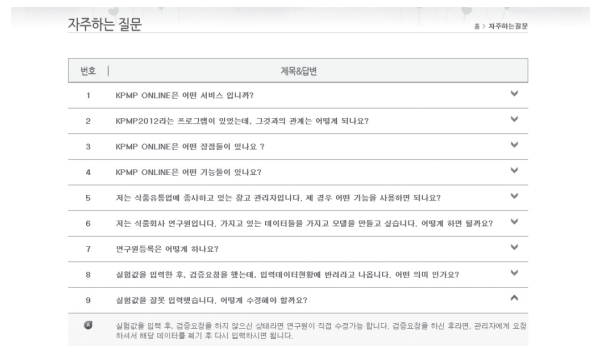 자주하는 질문
홈 > 자주하는질문
번호 | 제목&답변
1 KPMP ONLINE은 어떤 서비스 입니까?
2 KPMP2012라는 프로그램이 있었는데, 그것과의 관계는 어떻게 되나요?
3 KPMP ONLINE은 어떤 장점들이 있나요 ?
4 KPMP ONLINE은 어떤 기능들이 있나요?
5 저는 식품유통업에 종사하고 있는 창고 관리자입니다. 제 경우 어떤 기능을 사용하면 되나요?
6 저는 식품회사 연구원입니다. 가지고 있는 데이터들을 가지고 모델을 만들고 싶습니다. 어떻게 하면 될까요?
7 연구원등록은 어떻게 하나요?
8 실험값을 입력한 후, 검증요청을 했는데, 입력데이터현황에 반려라고 나옵니다. 어떤 의미 인가요?
9 실험값을 잘못 입력했습니다. 어떻게 수정해야 할까요?
A 실험값을 입력 후, 검증요청을 하지 않으신 상태라면 연구원이 직접 수정가능 합니다. 검증요청을 하신 후라면, 관리자에게 요청
하셔서 해당 데이터를 폐기 후 다시 입력하시면 됩니다.